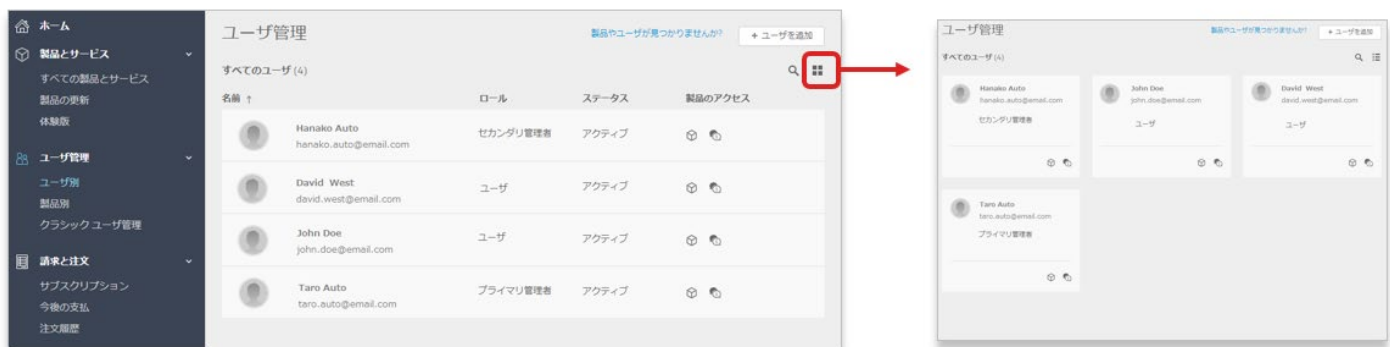 ホーム
製品とサービス
すべての製品とサービス
製品の更新
体験版
ユーザ管理
ユーザ別
製品別
クラシック ユーザ管理
請求と注文
サブスクリプション
今後の支払
注文履歴
ユーザ管理
製品やユーザが見つかりませんか?
+ ユーザを追加
すべてのユーザ (4)
名前 ↑ ロール ステータス 製品のアクセス
Hanako Auto
hanako.auto@email.com
セカンダリ管理者 アクティブ
David West
david.west@email.com
ユーザ アクティブ
John Doe
john.doe@email.com
ユーザ アクティブ
Taro Auto
taro.auto@email.com
プライマリ管理者 アクティブ
ユーザ管理
製品やユーザが見つかりませんか?
+ ユーザを追加
すべてのユーザ (4)
Hanako Auto
hanako.auto@email.com
セカンダリ管理者
John Doe
john.doe@email.com
ユーザ
David West
david.west@email.com
ユーザ
Taro Auto
taro.auto@email.com
プライマリ管理者